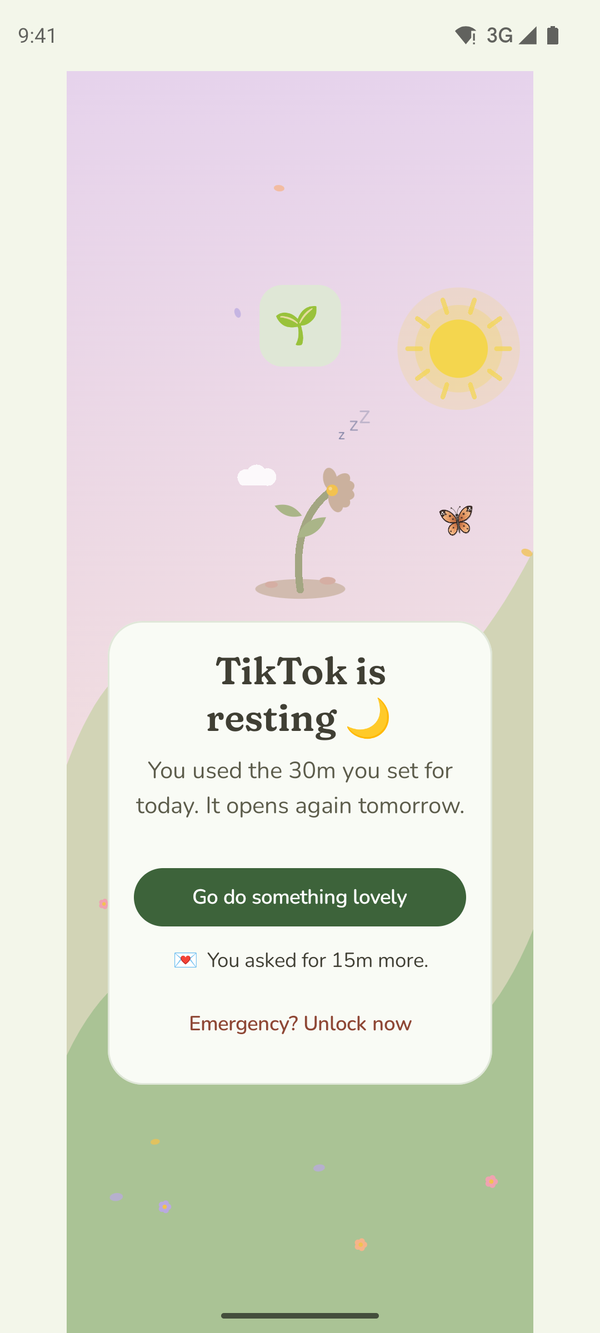 9:41
3G
z z Z
TikTok is
resting 🌙
You used the 30m you set for
today. It opens again tomorrow.
Go do something lovely
💌 You asked for 15m more.
Emergency? Unlock now